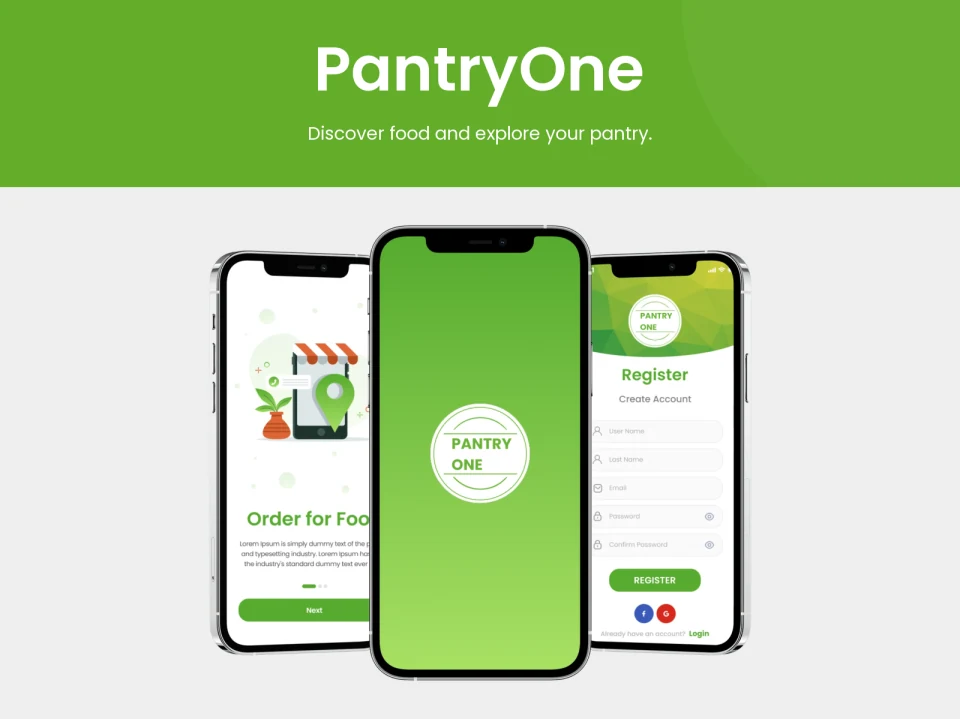 PantryOne
Discover food and explore your pantry.
Order for Foo
Lorem Ipsum is simply dummy text of the p
and typesetting industry. Lorem Ipsum ha
the industry's standard dummy text ever
Next
PANTRY
ONE
PANTRY
ONE
Register
Create Account
User Name
Last Name
Email
Password
Confirm Password
REGISTER
f
G
Already have an account? Login